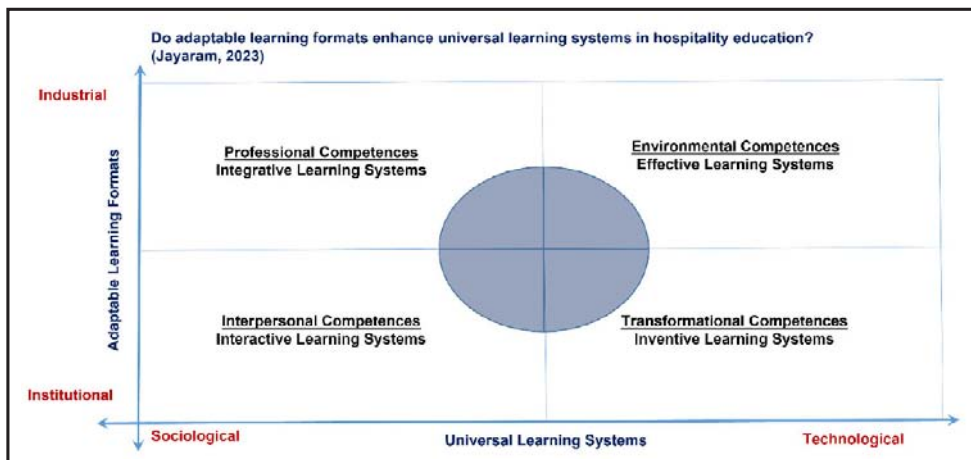 Do adaptable learning formats enhance universal learning systems in hospitality education?
(Jayaram, 2023)
Industrial
Professional Competences
Integrative Learning Systems
Environmental Competences
Effective Learning Systems
Adaptable Learning Formats
Interpersonal Competences
Interactive Learning Systems
Transformational Competences
Inventive Learning Systems
Institutional
Sociological
Universal Learning Systems
Technological